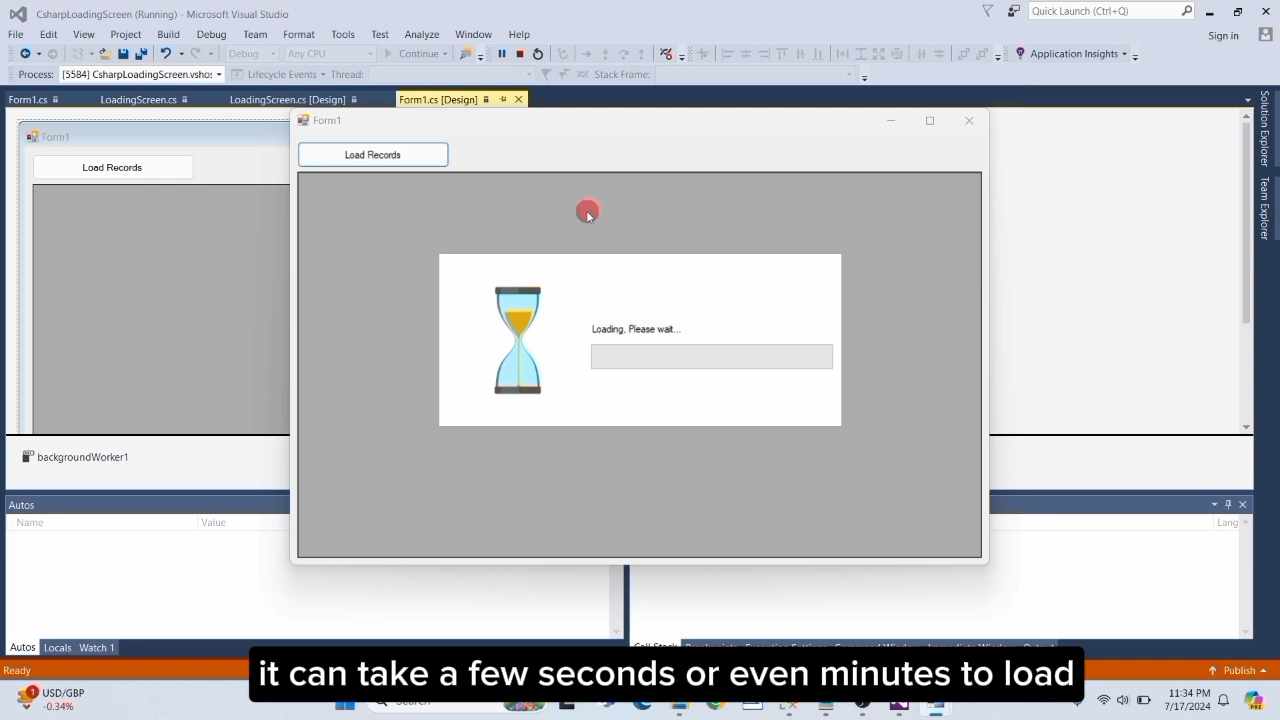 CsharpLoadingScreen (Running) - Microsoft Visual Studio
Quick Launch (Ctrl+Q)
File Edit View Project Build Debug Team Format Tools Test Analyze Window Help
Sign in
Debug Any CPU Continue Application Insights
Process: [5584] CsharpLoadingScreen.vshos Lifecycle Events Thread: Stack Frame:
Form1.cs LoadingScreen.cs LoadingScreen.cs [Design] Form1.cs [Design]
Solution Explorer
Team Explorer
Form1
Load Records
Form1
Load Records
Loading, Please wait...
backgroundWorker1
Autos
Name Value
Lang
Autos Locals Watch 1
Ready
Publish
it can take a few seconds or even minutes to load
1
USD/GBP
-0.34%
Search
11:34 PM
7/17/2024